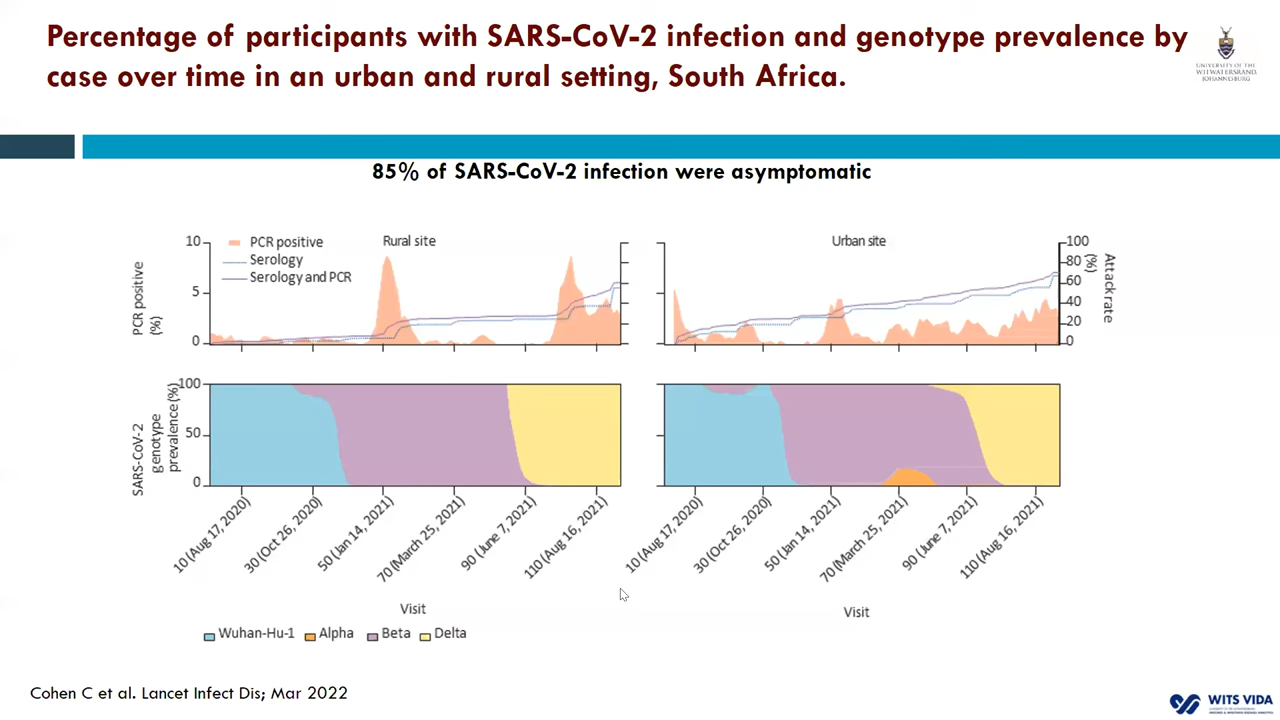 Percentage of participants with SARS-CoV-2 infection and genotype prevalence by
case over time in an urban and rural setting, South Africa.
UNIVERSITY OF THE
WITWATERSRAND,
JOHANNESBURG
85% of SARS-CoV-2 infection were asymptomatic
PCR positive
(%)
10
5
0
PCR positive
Serology
Serology and PCR
Rural site
Urban site
100
80
60
40
20
0
(%)
Attack
rate
SARS-CoV-2
genotype
prevalence (%)
100
50
0
10 (Aug 17, 2020)
30 (Oct 26, 2020)
50 (Jan 14, 2021)
70 (March 25, 2021)
90 (June 7, 2021)
110 (Aug 16, 2021)
10 (Aug 17, 2020)
30 (Oct 26, 2020)
50 (Jan 14, 2021)
70 (March 25, 2021)
90 (June 7, 2021)
110 (Aug 16, 2021)
Visit
Visit
Wuhan-Hu-1
Alpha
Beta
Delta
Cohen C et al. Lancet Infect Dis; Mar 2022
WITS VIDA